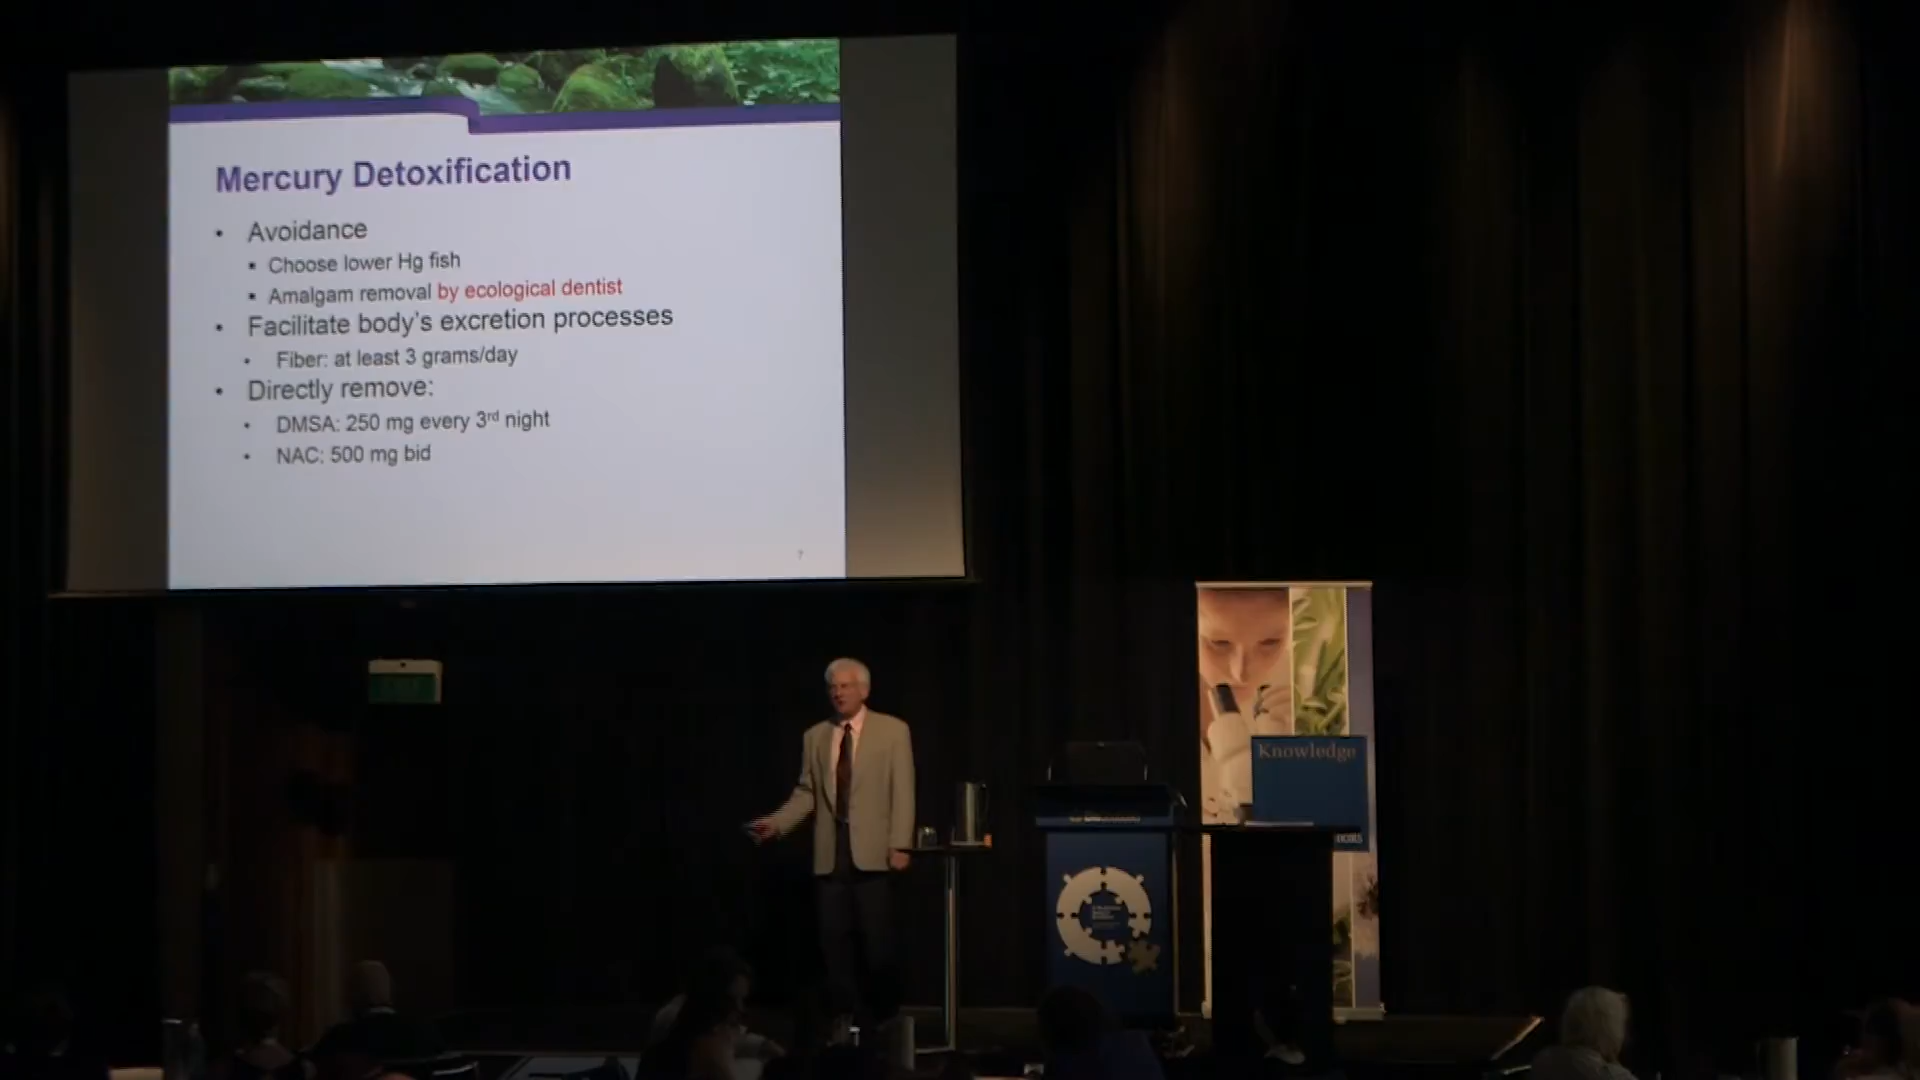 Mercury Detoxification
• Avoidance
▪ Choose lower Hg fish
▪ Amalgam removal by ecological dentist
• Facilitate body's excretion processes
• Fiber: at least 3 grams/day
• Directly remove:
• DMSA: 250 mg every 3rd night
• NAC: 500 mg bid
7
Knowledge